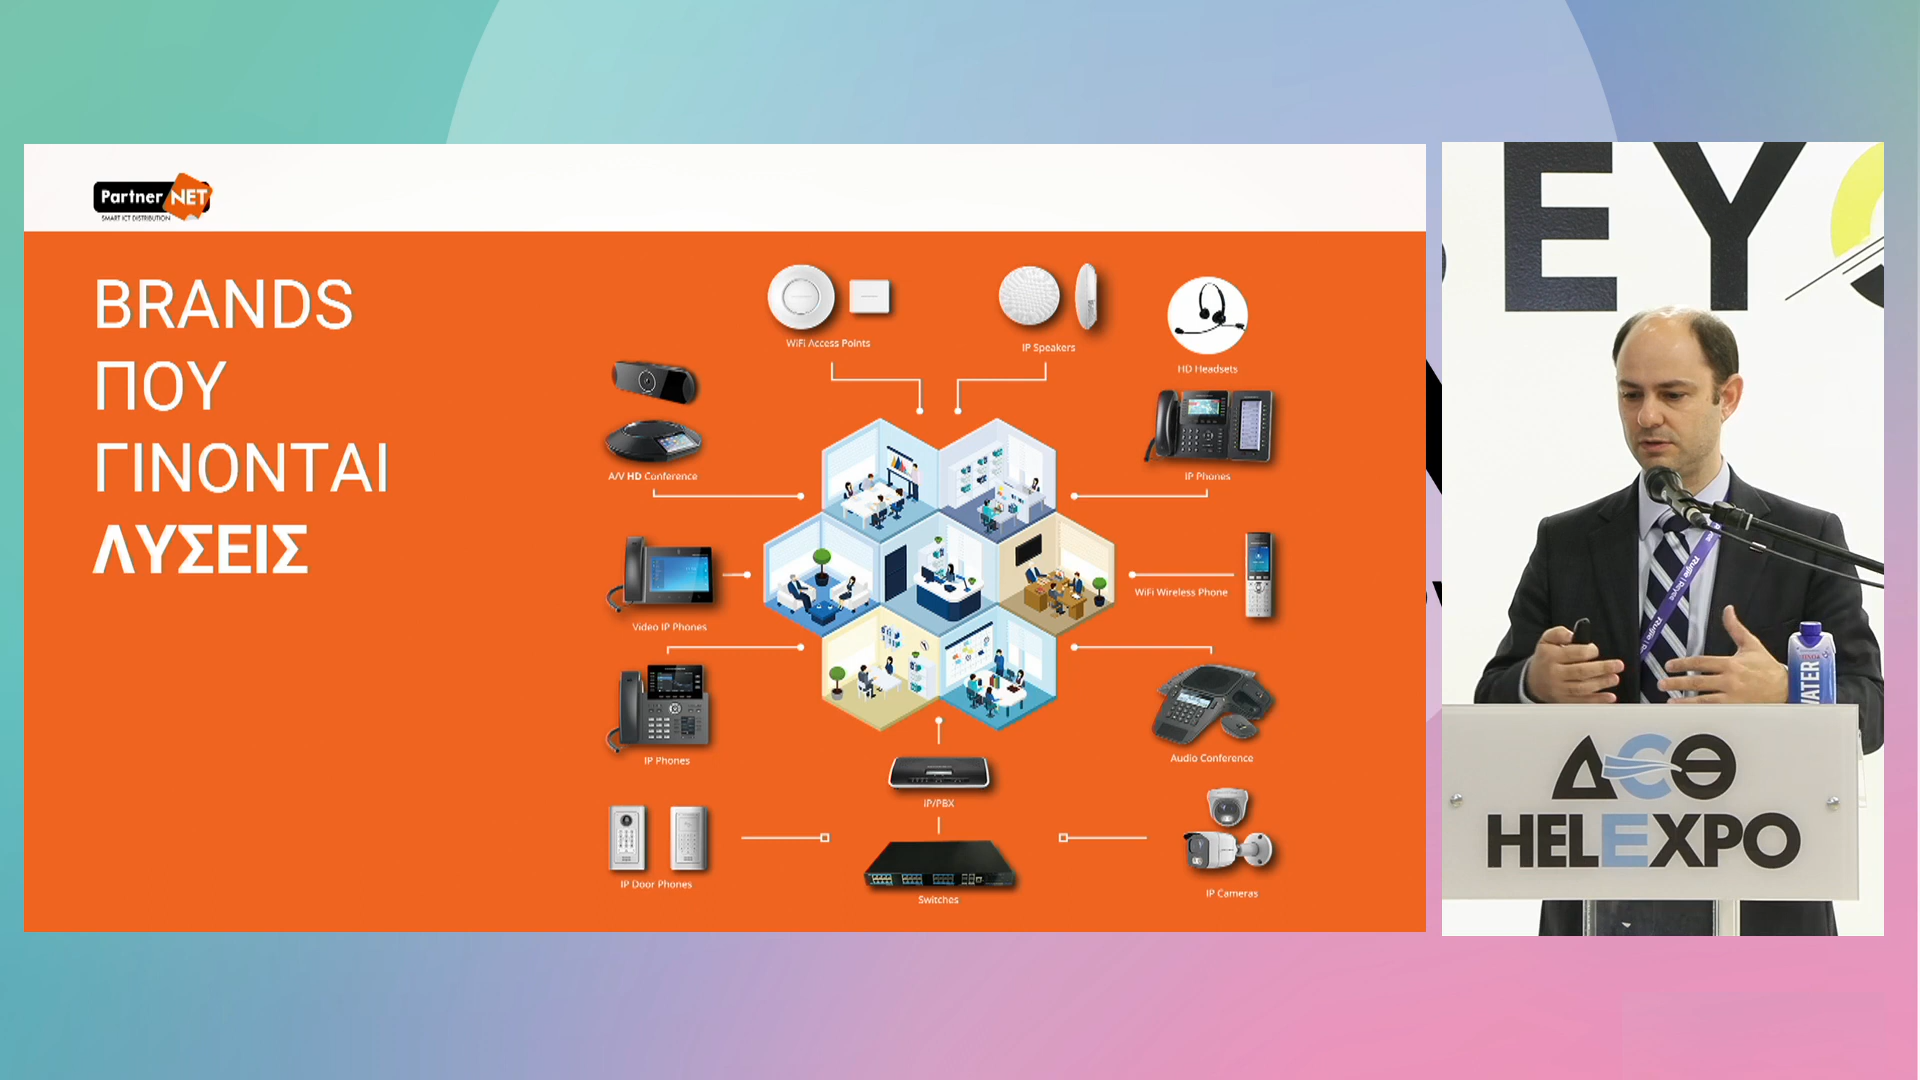 Partner NET
SMART ICT DISTRIBUTION
BRANDS
ΠΟΥ
ΓΙΝΟΝΤΑΙ
ΛΥΣΕΙΣ
WiFi Access Points
IP Speakers
HD Headsets
A/V HD Conference
IP Phones
Video IP Phones
WiFi Wireless Phone
IP Phones
Audio Conference
IP/PBX
IP Door Phones
Switches
IP Cameras
EY
WATER
ΔΕΘ
HELEXPO